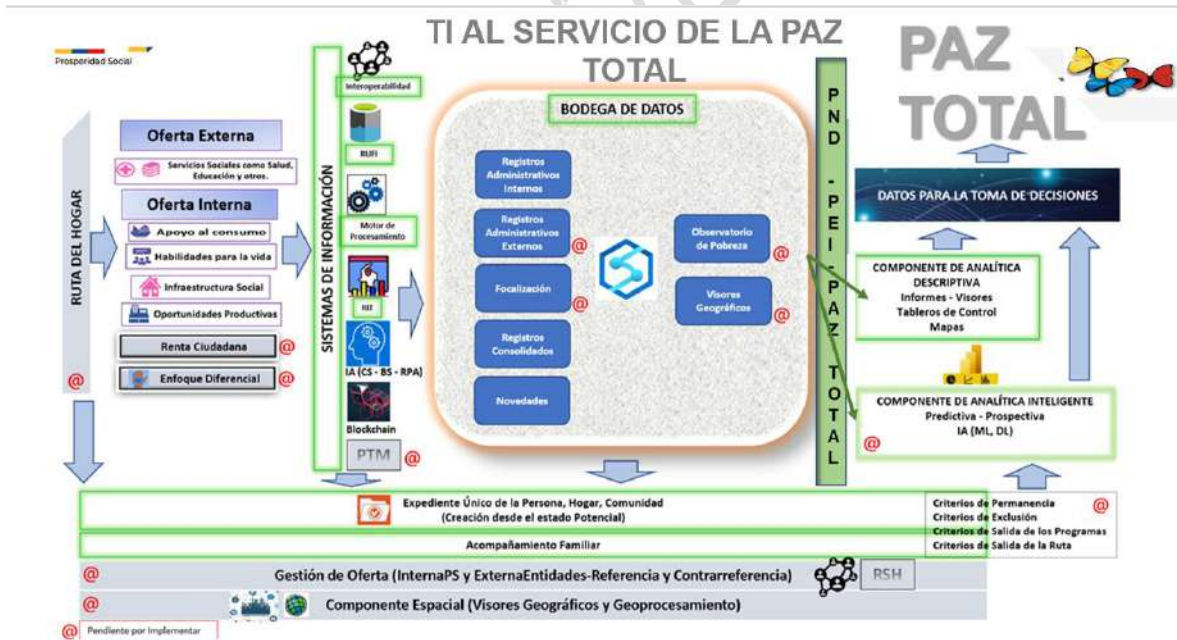 TI AL SERVICIO DE LA PAZ
TOTAL
PAZ
TOTAL
Prosperidad Social
RUTA DEL HOGAR
@
Oferta Externa
Servicios Sociales como Salud,
Educación y otros.
Oferta Interna
Apoyo al consumo
Habilidades para la vida
Infraestructura Social
Oportunidades Productivas
Renta Ciudadana
@
Enfoque Diferencial
@
SISTEMAS DE INFORMACIÓN
Interoperabilidad
RUFI
Motor de
Procesamiento
RIT
IA (CS - BS - RPA)
Blockchain
PTM
@
BODEGA DE DATOS
Registros
Administrativos
Internos
Registros
Administrativos
Externos
@
Focalización
@
Registros
Consolidados
Novedades
Observatorio
de Pobreza
@
Visores
Geográficos
@
PND - PEI - PAZ TOTAL
DATOS PARA LA TOMA DE DECISIONES
COMPONENTE DE ANALÍTICA
DESCRIPTIVA
Informes - Visores
Tableros de Control
Mapas
COMPONENTE DE ANALÍTICA INTELIGENTE
Predictiva - Prospectiva
IA (ML, DL)
@
Expediente Único de la Persona, Hogar, Comunidad
(Creación desde el estado Potencial)
Acompañamiento Familiar
Criterios de Permanencia
@
Criterios de Exclusión
Criterios de Salida de los Programas
Criterios de Salida de la Ruta
@
Gestión de Oferta (InternaPS y ExternaEntidades-Referencia y Contrarreferencia)
RSH
@
Componente Espacial (Visores Geográficos y Geoprocesamiento)
@ Pendiente por Implementar